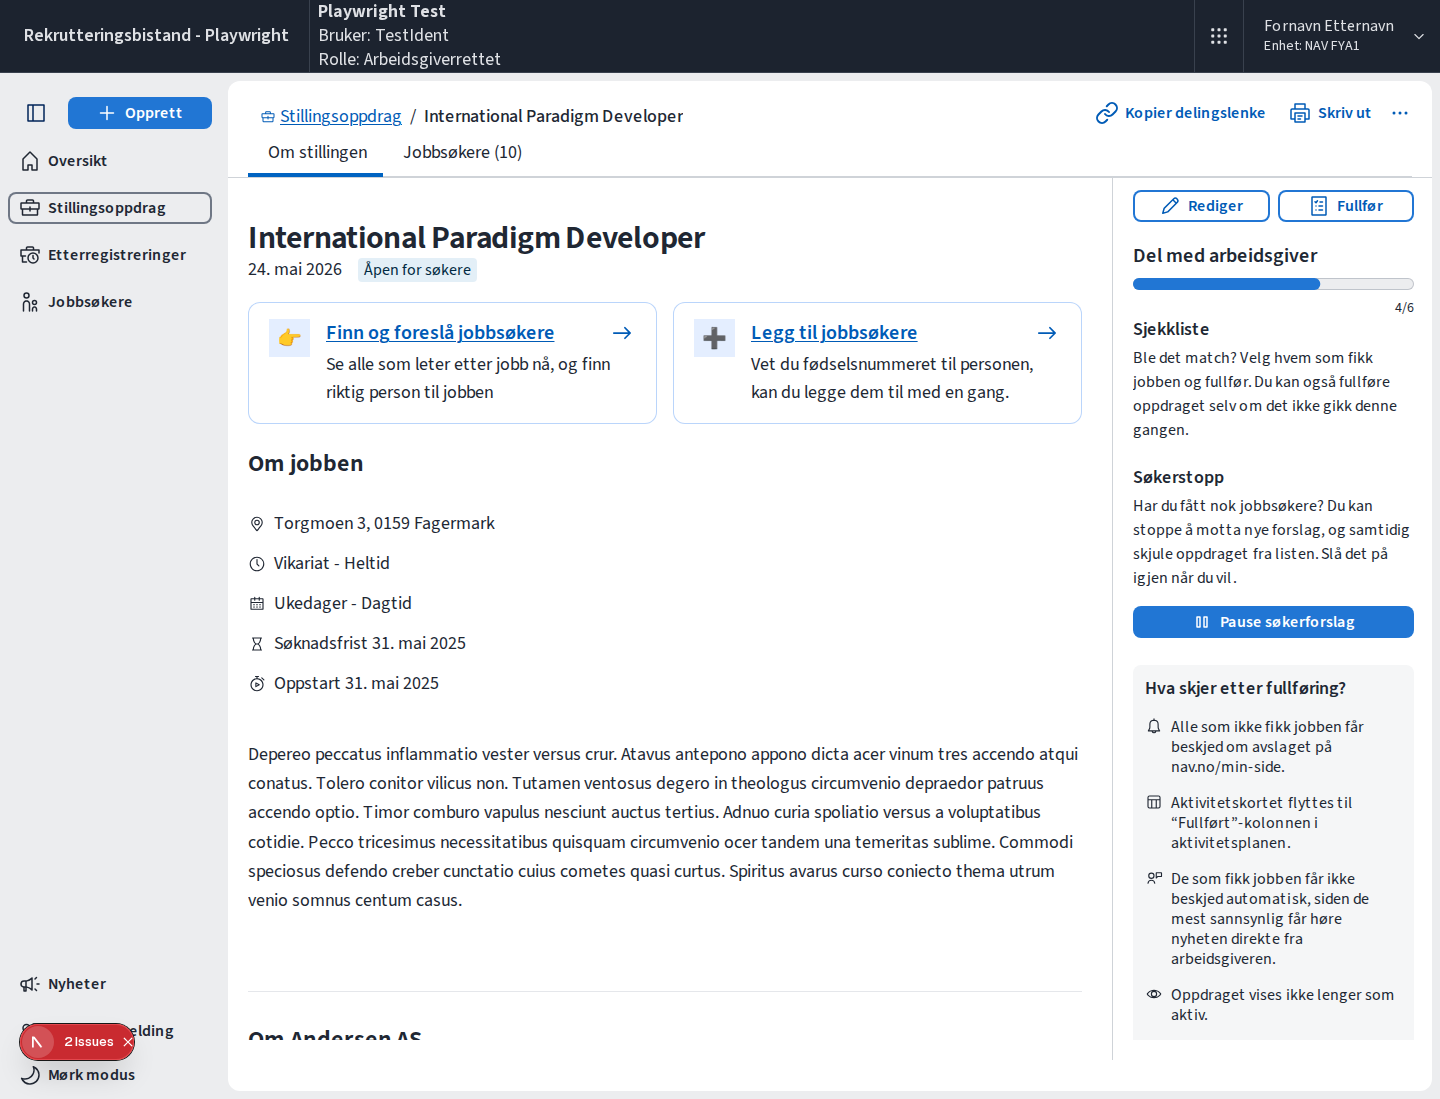 Rekrutteringsbistand - Playwright
Playwright Test
Bruker: TestIdent
Rolle: Arbeidsgiverrettet
Fornavn Etternavn
Enhet: NAV FYA1
Opprett
Oversikt
Stillingsoppdrag
Etterregistreringer
Jobbsøkere
Nyheter
elding
2 Issues
Mørk modus
Stillingsoppdrag / International Paradigm Developer
Kopier delingslenke
Skriv ut
Om stillingen
Jobbsøkere (10)
International Paradigm Developer
24. mai 2026
Åpen for søkere
Finn og foreslå jobbsøkere
Se alle som leter etter jobb nå, og finn
riktig person til jobben
Legg til jobbsøkere
Vet du fødselsnummeret til personen,
kan du legge dem til med en gang.
Om jobben
Torgmoen 3, 0159 Fagermark
Vikariat - Heltid
Ukedager - Dagtid
Søknadsfrist 31. mai 2025
Oppstart 31. mai 2025
Depereo peccatus inflammatio vester versus crur. Atavus antepono appono dicta acer vinum tres accendo atqui
conatus. Tolero conitor vilicus non. Tutamen ventosus degero in theologus circumvenio depraedor patruus
accendo optio. Timor comburo vapulus nesciunt auctus tertius. Adnuo curia spoliatio versus a voluptatibus
cotidie. Pecco tricesimus necessitatibus quisquam circumvenio ocer tandem una temeritas sublime. Commodi
speciosus defendo creber cunctatio cuius cometes quasi curtus. Spiritus avarus curso coniecto thema utrum
venio somnus centum casus.
Om Andersen AS
Rediger
Fullfør
Del med arbeidsgiver
4/6
Sjekkliste
Ble det match? Velg hvem som fikk
jobben og fullfør. Du kan også fullføre
oppdraget selv om det ikke gikk denne
gangen.
Søkerstopp
Har du fått nok jobbsøkere? Du kan
stoppe å motta nye forslag, og samtidig
skjule oppdraget fra listen. Slå det på
igjen når du vil.
Pause søkerforslag
Hva skjer etter fullføring?
Alle som ikke fikk jobben får
beskjed om avslaget på
nav.no/min-side.
Aktivitetskortet flyttes til
“Fullført”-kolonnen i
aktivitetsplanen.
De som fikk jobben får ikke
beskjed automatisk, siden de
mest sannsynlig får høre
nyheten direkte fra
arbeidsgiveren.
Oppdraget vises ikke lenger som
aktiv.